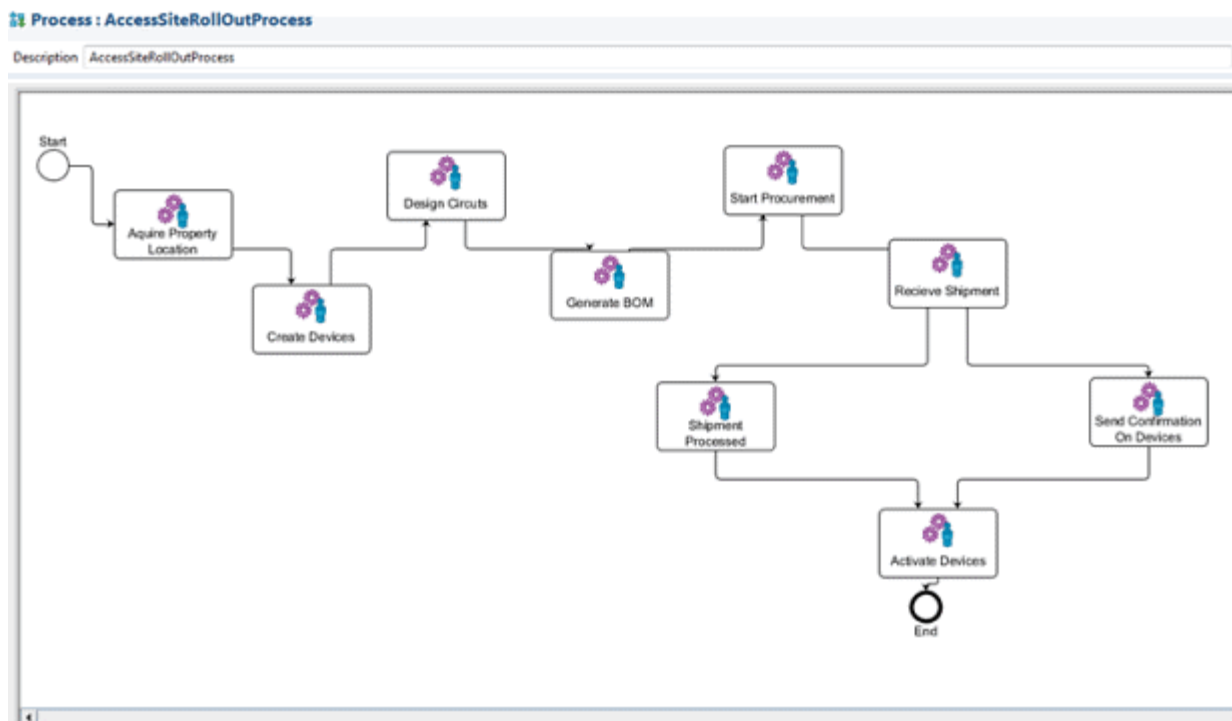 Process : AccessSiteRollOutProcess
Description AccessSiteRollOutProcess
Start
Aquire Property
Location
Create Devices
Design Circuts
Generate BOM
Start Procurement
Recieve Shipment
Shipment
Processed
Send Confirmation
On Devices
Activate Devices
End